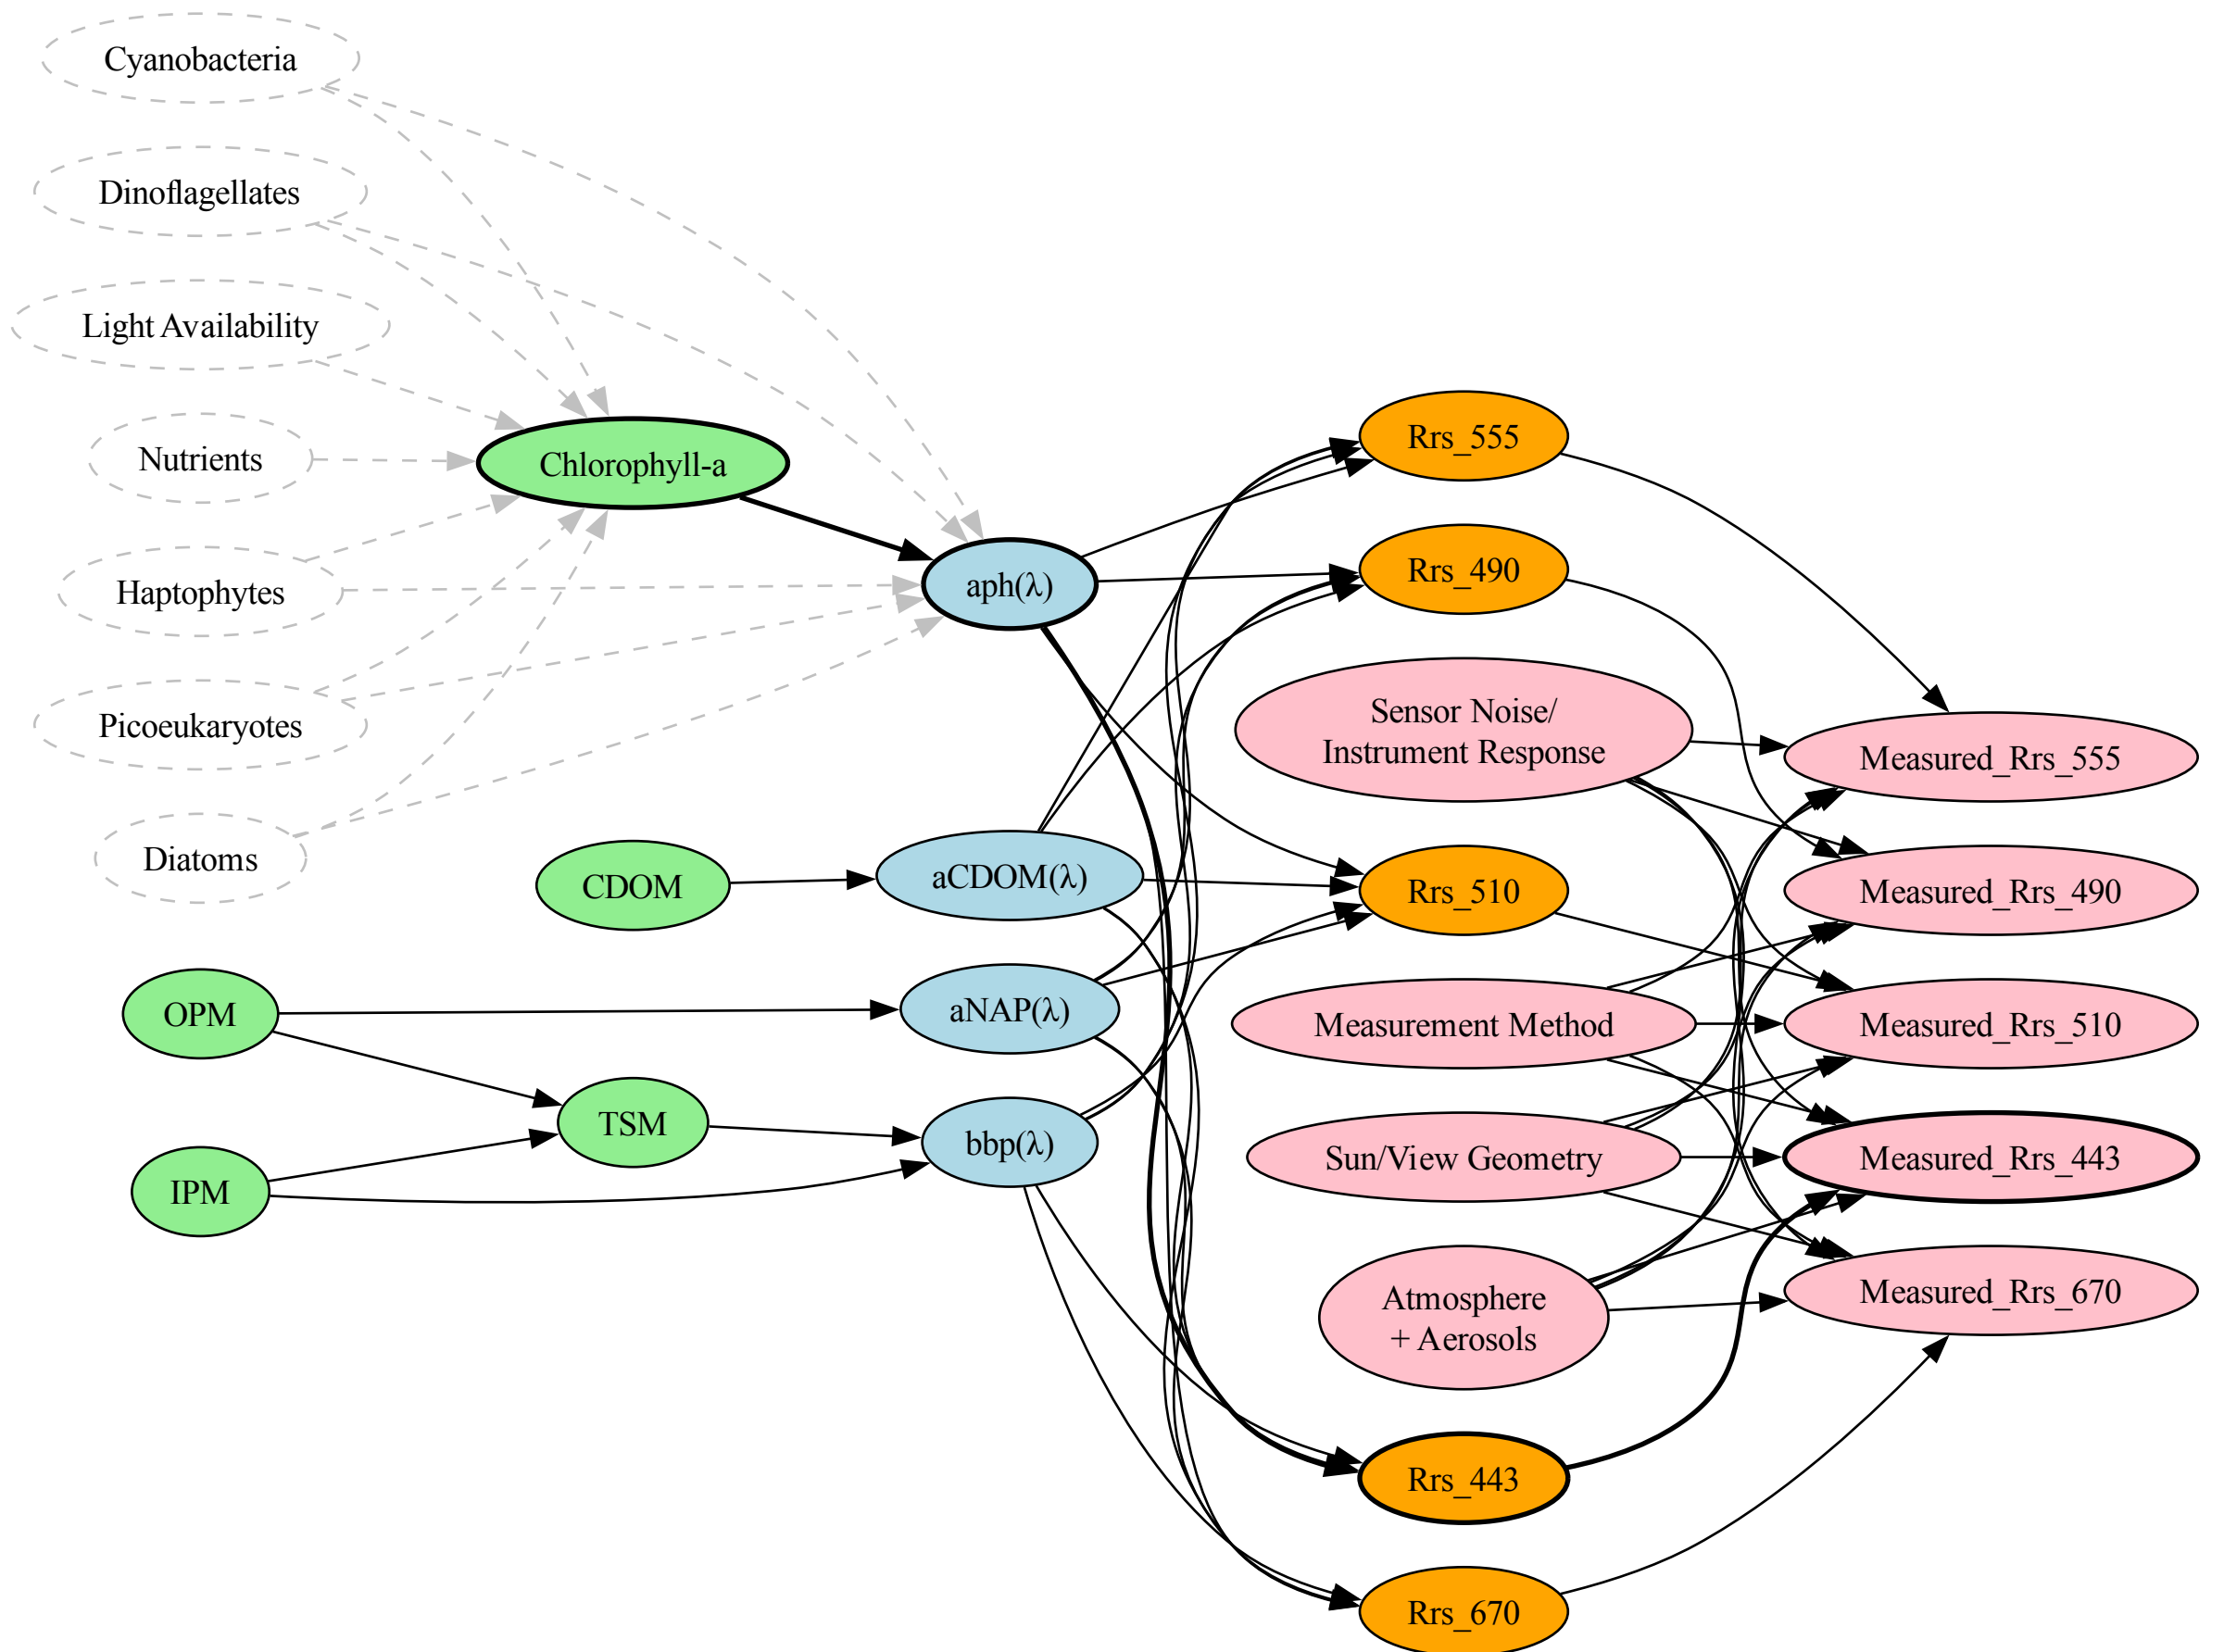 Cyanobacteria
Dinoflagellates
Light Availability
Nutrients
Haptophytes
Picoeukaryotes
Diatoms
OPM
IPM
Chlorophyll-a
CDOM
TSM
aph(λ)
aCDOM(λ)
aNAP(λ)
bbp(λ)
Rrs_555
Rrs_490
Sensor Noise/
Instrument Response
Rrs_510
Measurement Method
Sun/View Geometry
Atmosphere
+ Aerosols
Rrs_443
Rrs_670
Measured_Rrs_555
Measured_Rrs_490
Measured_Rrs_510
Measured_Rrs_443
Measured_Rrs_670